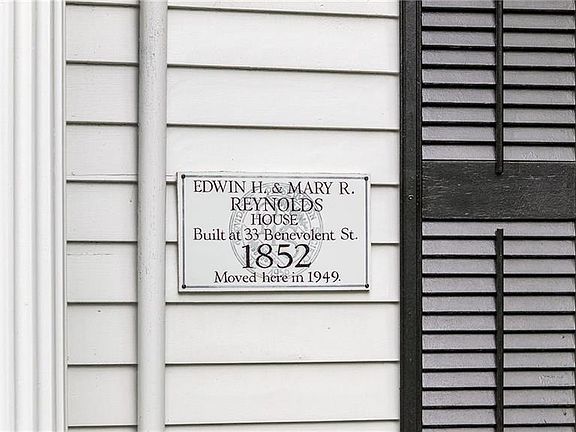 EDWIN H. & MARY R.
REYNOLDS
HOUSE
Built at 33 Benevolent St.
1852
Moved here in 1949.